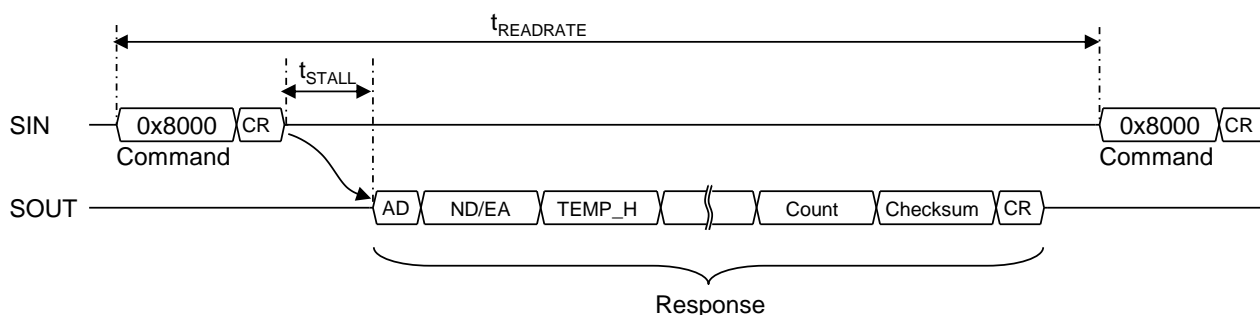 tREADRATE
tSTALL
SIN 0x8000 CR 0x8000 CR
Command Command
SOUT AD ND/EA TEMP_H Count Checksum CR
Response